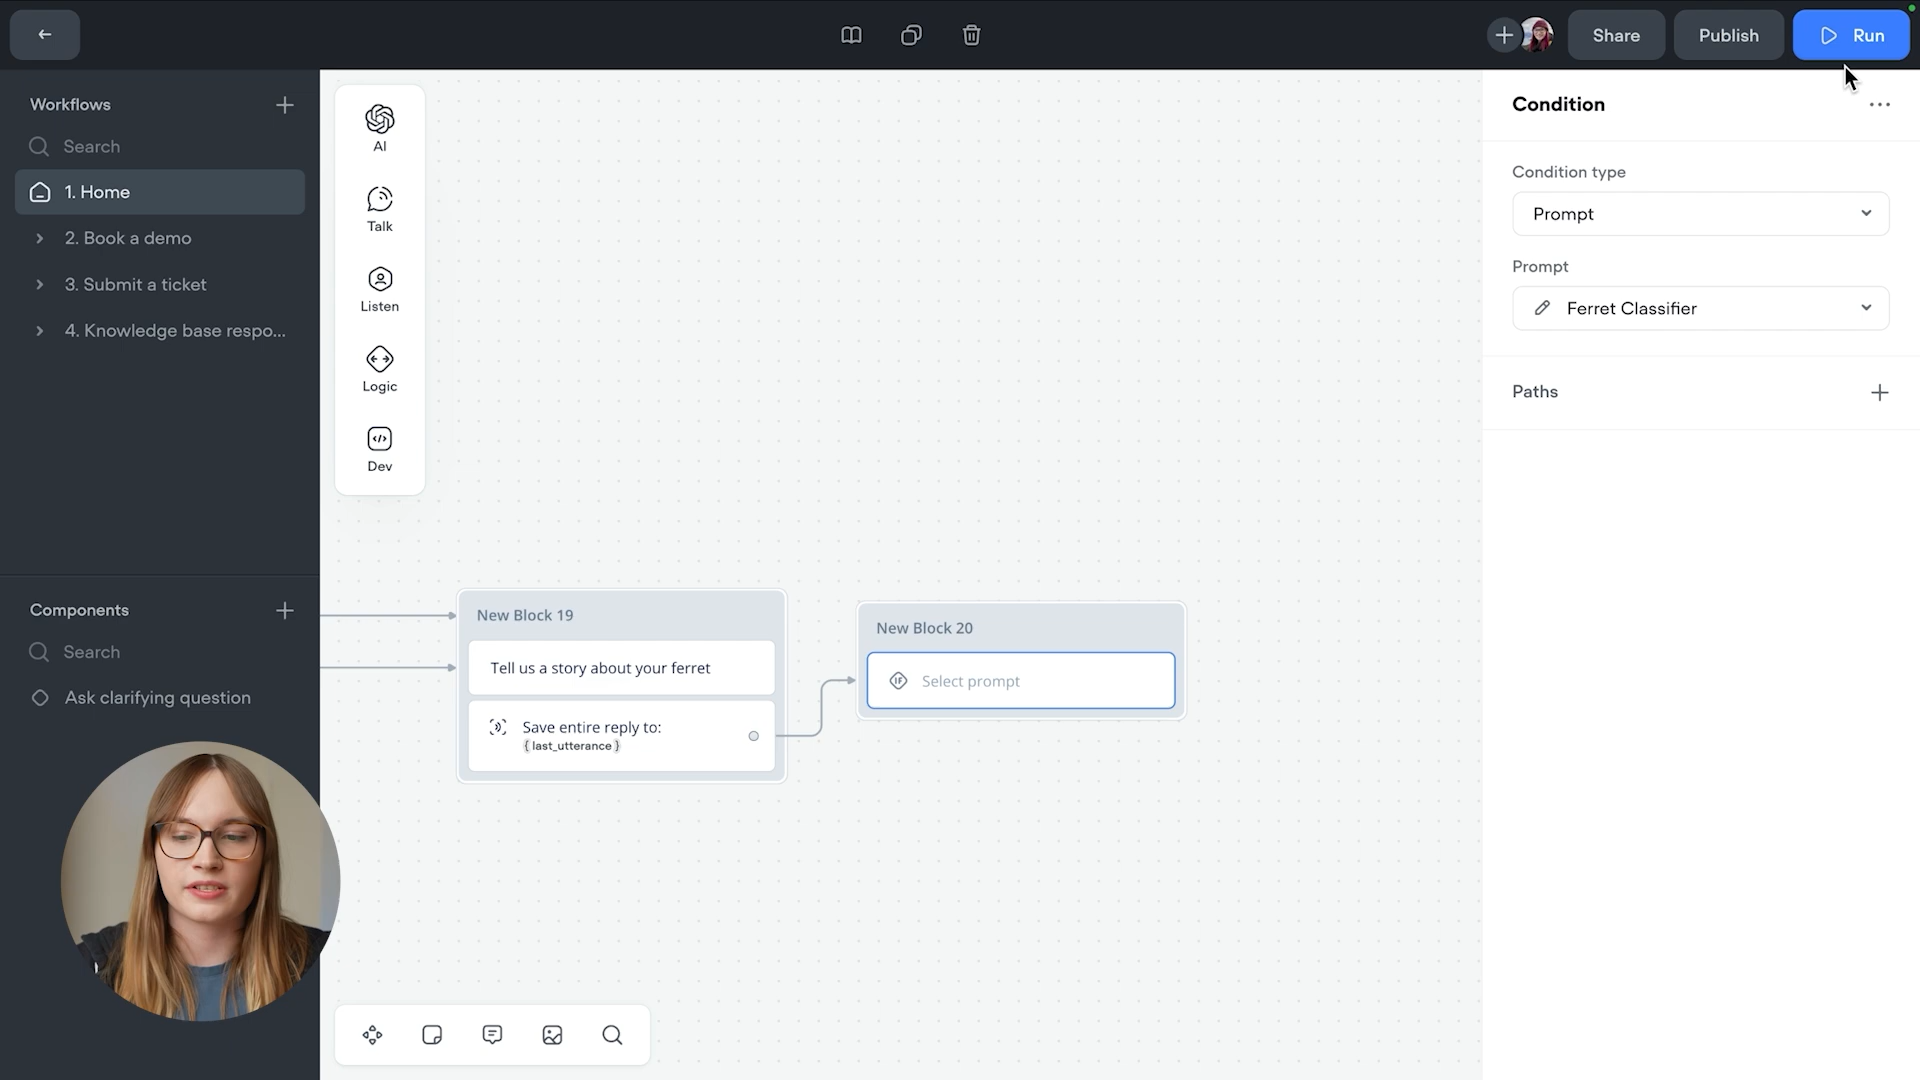 Share
Publish
Run
Workflows
Search
1. Home
2. Book a demo
3. Submit a ticket
4. Knowledge base respo...
Components
Search
Ask clarifying question
AI
Talk
Listen
Logic
Dev
New Block 19
Tell us a story about your ferret
Save entire reply to:
{last_utterance}
New Block 20
IF
Select prompt
Condition
Condition type
Prompt
Prompt
Ferret Classifier
Paths